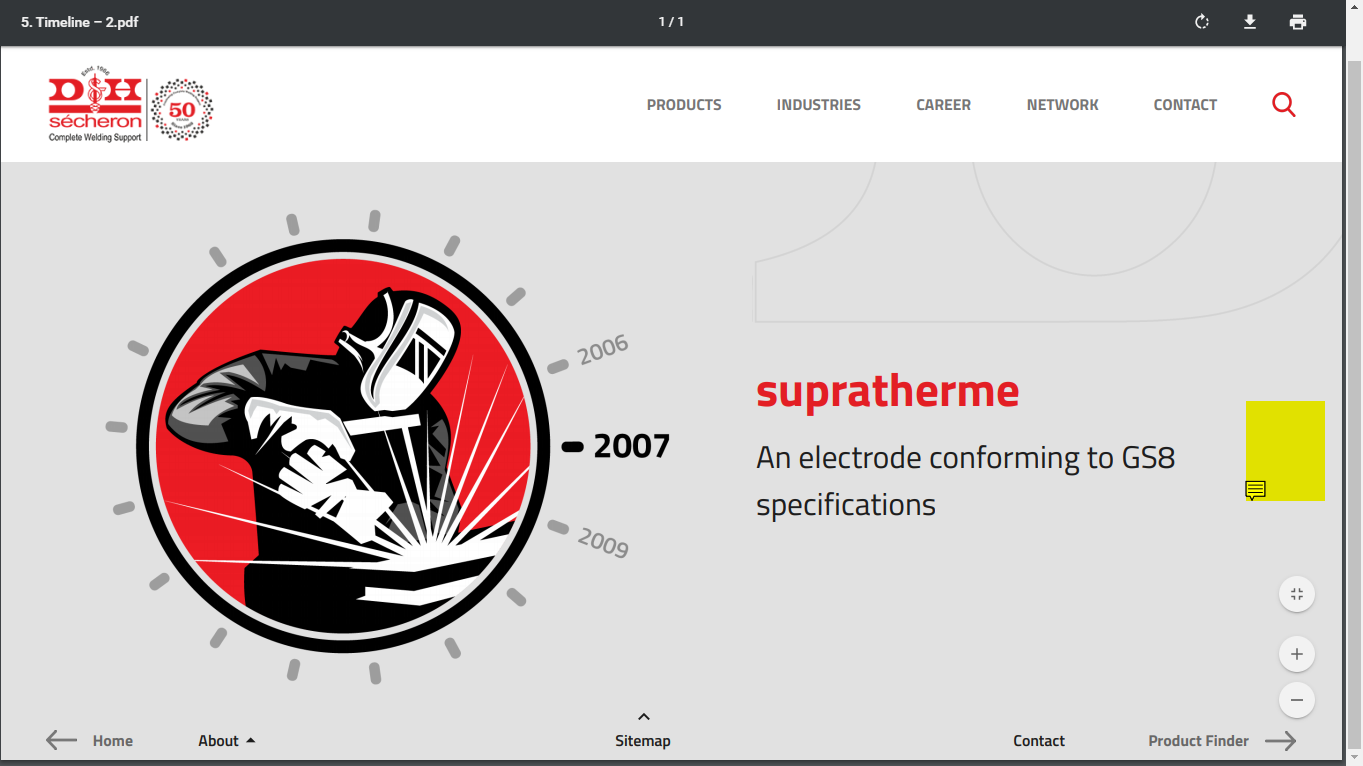 5. Timeline – 2.pdf
1 / 1
Estd. 1966
D&H
sécheron
Complete Welding Support
50
YEARS
PRODUCTS
INDUSTRIES
CAREER
NETWORK
CONTACT
2006
2007
2009
supratherme
An electrode conforming to GS8
specifications
Home
About
Sitemap
Contact
Product Finder